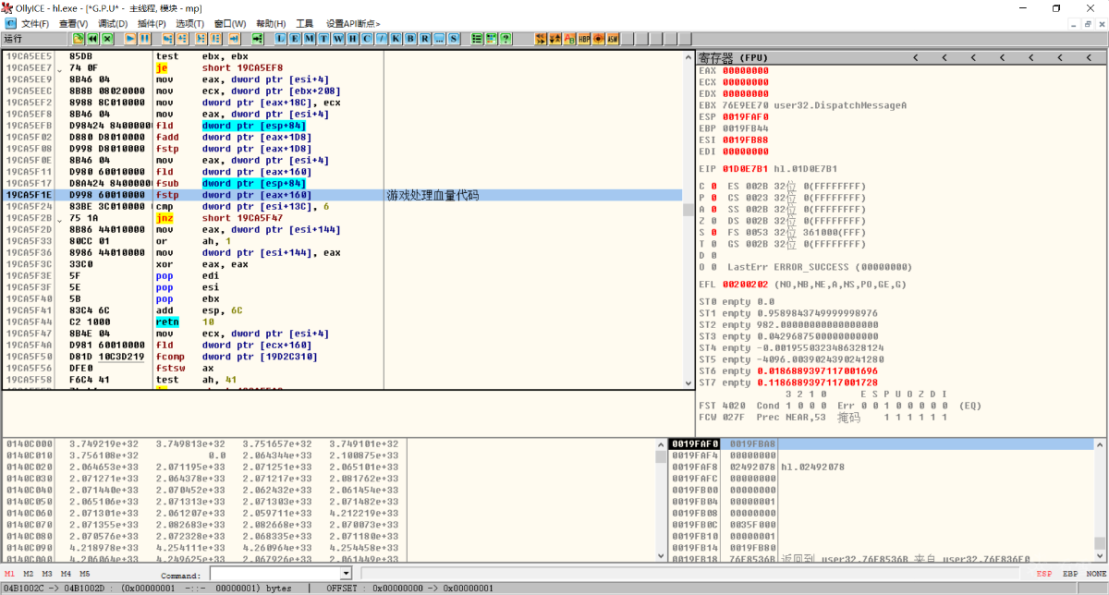 OllyICE - hl.exe - [*G.P.U* - 主线程, 模块 - mp]
文件(F) 查看(V) 调试(D) 插件(P) 选项(T) 窗口(W) 帮助(H) 工具 设置API断点>
运行 L E M T W H C / K B R ... S
19CA5EE5 85DB test ebx, ebx
19CA5EE7 74 0F je short 19CA5EF8
19CA5EE9 8B46 04 mov eax, dword ptr [esi+4]
19CA5EEC 8B8B 08020000 mov ecx, dword ptr [ebx+208]
19CA5EF2 8988 8C010000 mov dword ptr [eax+18C], ecx
19CA5EF8 8B46 04 mov eax, dword ptr [esi+4]
19CA5EFB D98424 8400000 fld dword ptr [esp+84]
19CA5F02 D880 D8010000 fadd dword ptr [eax+1D8]
19CA5F08 D998 D8010000 fstp dword ptr [eax+1D8]
19CA5F0E 8B46 04 mov eax, dword ptr [esi+4]
19CA5F11 D980 60010000 fld dword ptr [eax+160]
19CA5F17 D8A424 8400000 fsub dword ptr [esp+84]
19CA5F1E D998 60010000 fstp dword ptr [eax+160] 游戏处理血量代码
19CA5F24 83BE 3C010000 cmp dword ptr [esi+13C], 6
19CA5F2B 75 1A jnz short 19CA5F47
19CA5F2D 8B86 44010000 mov eax, dword ptr [esi+144]
19CA5F33 80CC 01 or ah, 1
19CA5F36 8986 44010000 mov dword ptr [esi+144], eax
19CA5F3C 33C0 xor eax, eax
19CA5F3E 5F pop edi
19CA5F3F 5E pop esi
19CA5F40 5B pop ebx
19CA5F41 83C4 6C add esp, 6C
19CA5F44 C2 1000 retn 10
19CA5F47 8B4E 04 mov ecx, dword ptr [esi+4]
19CA5F4A D981 60010000 fld dword ptr [ecx+160]
19CA5F50 D81D 10C3D219 fcomp dword ptr [19D2C310]
19CA5F56 DFE0 fstsw ax
19CA5F58 F6C4 41 test ah, 41
寄存器 (FPU) < < < < < < <
EAX 00000000
ECX 00000000
EDX 00000000
EBX 76E9EE70 user32.DispatchMessageA
ESP 0019FAF0
EBP 0019FB44
ESI 0019FB88
EDI 00000000
EIP 01D0E7B1 hl.01D0E7B1
C 0 ES 002B 32位 0(FFFFFFFF)
P 0 CS 0023 32位 0(FFFFFFFF)
A 0 SS 002B 32位 0(FFFFFFFF)
Z 0 DS 002B 32位 0(FFFFFFFF)
S 0 FS 0053 32位 361000(FFF)
T 0 GS 002B 32位 0(FFFFFFFF)
D 0
O 0 LastErr ERROR_SUCCESS (00000000)
EFL 00200202 (NO,NB,NE,A,NS,PO,GE,G)
ST0 empty 0.0
ST1 empty 0.9589843749999998976
ST2 empty 982.00000000000000000
ST3 empty 0.0429687500000000000
ST4 empty -0.0019550323486328124
ST5 empty -4096.0039024390241280
ST6 empty 0.0186889397117001696
ST7 empty 0.1186889397117001728
3 2 1 0 E S P U O Z D I
FST 4020 Cond 1 0 0 0 Err 0 0 1 0 0 0 0 0 (EQ)
FCW 027F Prec NEAR,53 掩码 1 1 1 1 1 1
0140C000 3.749219e+32 3.749813e+32 3.751657e+32 3.749101e+32
0140C010 3.756108e+32 0.0 2.064344e+33 2.100875e+33
0140C020 2.064653e+33 2.071195e+33 2.071251e+33 2.065101e+33
0140C030 2.071271e+33 2.064378e+33 2.071217e+33 2.081762e+33
0140C040 2.071440e+33 2.070452e+33 2.062432e+33 2.061454e+33
0140C050 2.065106e+33 2.071313e+33 2.071303e+33 2.071482e+33
0140C060 2.071301e+33 2.061207e+33 2.059711e+33 4.212219e+33
0140C070 2.071355e+33 2.082683e+33 2.082668e+33 2.070073e+33
0140C080 2.070576e+33 2.072328e+33 2.068335e+33 2.071180e+33
0140C090 4.218978e+33 4.254111e+33 4.260964e+33 4.254458e+33
0140C0A0 4.206064e+33 4.249625e+33 2.067926e+33 2.061449e+33
0019FAF0 0019FBA8
0019FAF4 00000000
0019FAF8 02492078 hl.02492078
0019FAFC 00000000
0019FB00 00000000
0019FB04 00000001
0019FB08 00000000
0019FB0C 0035F000
0019FB10 00000001
0019FB14 0019FB80
0019FB18 76E8536B 返回到 user32.76E8536B 来自 user32.76E836E0
M1 M2 M3 M4 M5 Command: ESP EBP NONE
04B1002C -> 04B1002D : (0x00000001 -::- 00000001) bytes | OFFSET : 0x00000000 -> 0x00000001